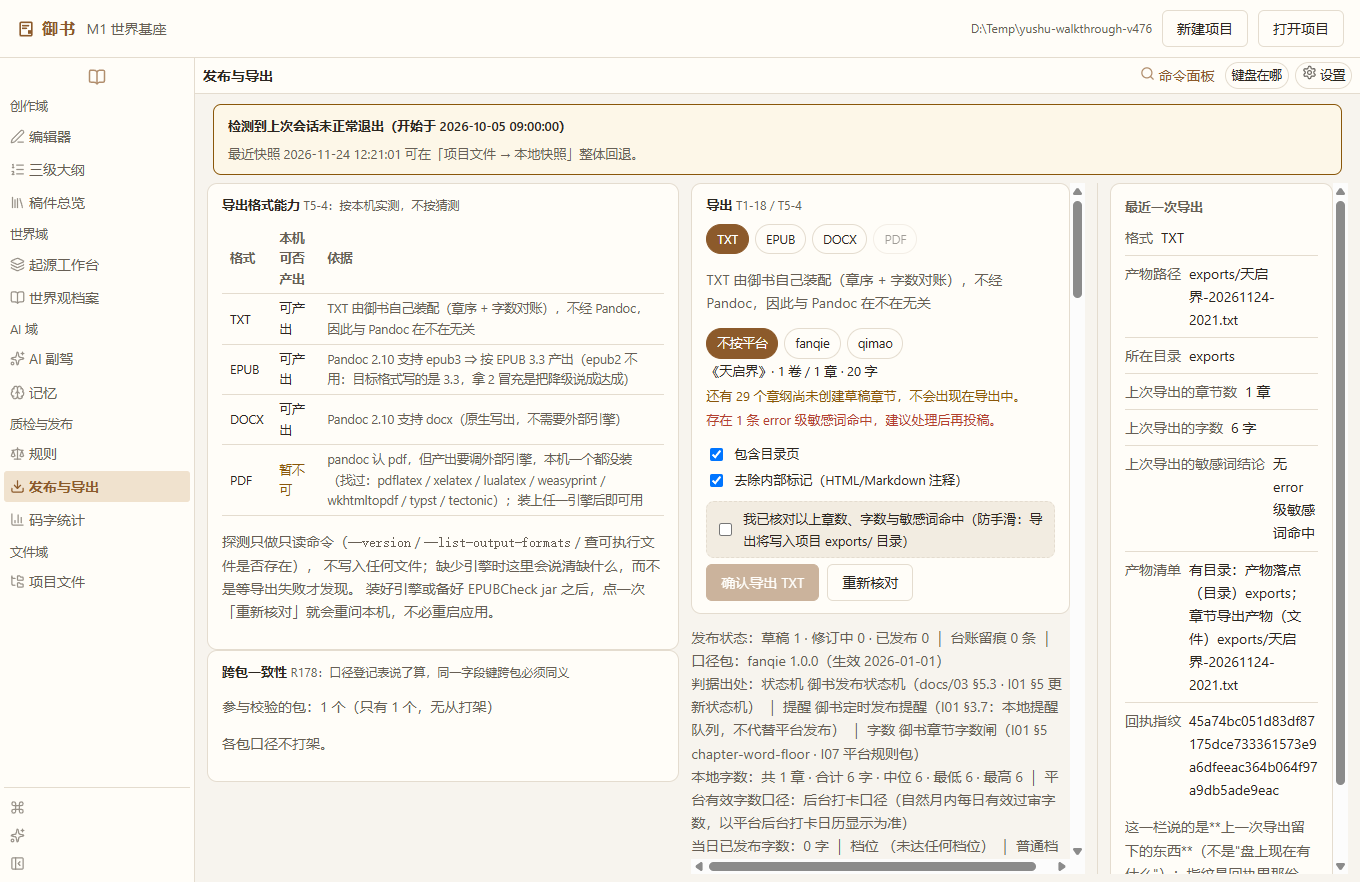 御书 M1 世界基座
D:\Temp\yushu-walkthrough-v476 新建项目 打开项目
创作域
编辑器
三级大纲
稿件总览
世界域
起源工作台
世界观档案
AI 域
AI 副驾
记忆
质检与发布
规则
发布与导出
码字统计
文件域
项目文件
发布与导出
命令面板 键盘在哪 设置
检测到上次会话未正常退出（开始于 2026-10-05 09:00:00）
最近快照 2026-11-24 12:21:01 可在「项目文件 → 本地快照」整体回退。
导出格式能力 T5-4：按本机实测，不按猜测
格式 本机可否产出 依据
TXT 可产出 TXT 由御书自己装配（章序 + 字数对账），不经 Pandoc，
因此与 Pandoc 在不在无关
EPUB 可产出 Pandoc 2.10 支持 epub3 ⇒ 按 EPUB 3.3 产出（epub2 不
用：目标格式写的是 3.3，拿 2 冒充是把降级说成达成）
DOCX 可产出 Pandoc 2.10 支持 docx（原生写出，不需要外部引擎）
PDF 暂不可 pandoc 认 pdf，但产出要调外部引擎，本机一个都没装
（找过：pdflatex / xelatex / lualatex / weasyprint /
wkhtmltopdf / typst / tectonic）；装上任一引擎后即可用
探测只做只读命令（--version / --list-output-formats / 查可执行文
件是否存在），不写入任何文件；缺少引擎时这里会说清缺什么，而不
是等导出失败才发现。 装好引擎或备好 EPUBCheck jar 之后，点一次
「重新核对」就会重问本机，不必重启应用。
跨包一致性 R178：口径登记表说了算，同一字段键跨包必须同义
参与校验的包：1 个（只有 1 个，无从打架）
各包口径不打架。
导出 T1-18 / T5-4
TXT EPUB DOCX PDF
TXT 由御书自己装配（章序 + 字数对账），不经
Pandoc，因此与 Pandoc 在不在无关
不按平台 fanqie qimao
《天启界》· 1 卷 / 1 章 · 20 字
还有 29 个章纲尚未创建草稿章节，不会出现在导出中。
存在 1 条 error 级敏感词命中，建议处理后再投稿。
包含目录页
去除内部标记（HTML/Markdown 注释）
我已核对以上章数、字数与敏感词命中（防手滑：导
出将写入项目 exports/ 目录）
确认导出 TXT 重新核对
发布状态：草稿 1 · 修订中 0 · 已发布 0 ｜ 台账留痕 0 条 ｜
口径包：fanqie 1.0.0（生效 2026-01-01）
判据出处：状态机 御书发布状态机（docs/03 §5.3 · I01 §5 更
新状态机） ｜ 提醒 御书定时发布提醒（I01 §3.7：本地提醒
队列，不代替平台发布） ｜ 字数 御书章节字数闸（I01 §5
chapter-word-floor · I07 平台规则包）
本地字数：共 1 章 · 合计 6 字 · 中位 6 · 最低 6 · 最高 6 ｜ 平
台有效字数口径：后台打卡口径（自然月内每日有效过审字
数，以平台后台打卡日历显示为准）
当日已发布字数：0 字 ｜ 档位 （未达任何档位） ｜ 普通档
最近一次导出
格式 TXT
产物路径 exports/天启
界-20261124-
2021.txt
所在目录 exports
上次导出的章节数 1 章
上次导出的字数 6 字
上次导出的敏感词结论 无
error
级敏感
词命中
产物清单 有目录：产物落点
（目录）exports；
章节导出产物（文
件）exports/天启
界-20261124-
2021.txt
回执指纹 45a74bc051d83df87
175dce733361573e9
a6dfeeac364b064f97
a9db5ade9eac
这一栏说的是**上一次导出留
下的东西**（不是"盘上现在有
什么"）；指纹是回执里那份